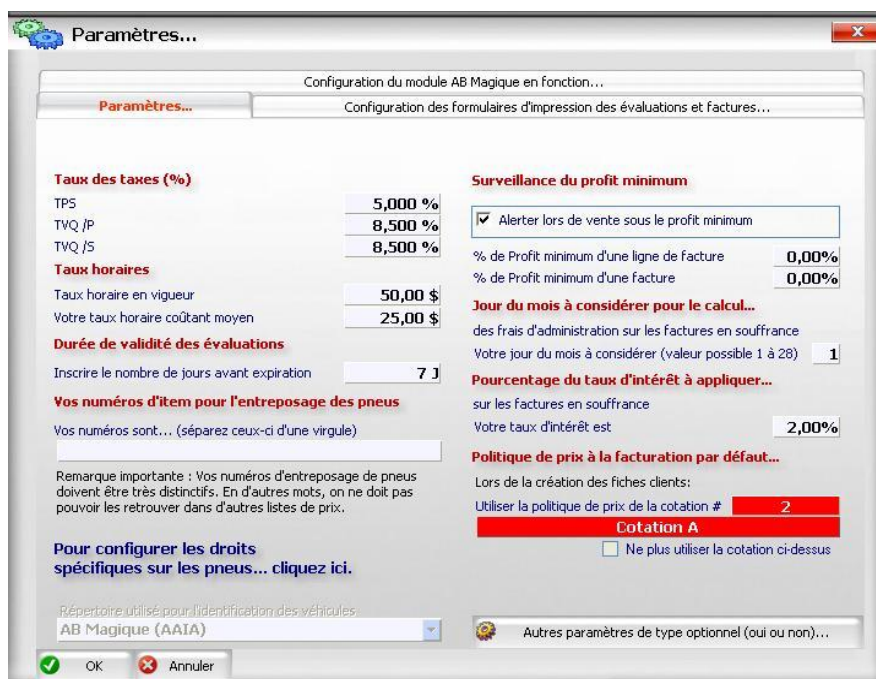 Paramètres...
Configuration du module AB Magique en fonction...
Paramètres...
Configuration des formulaires d'impression des évaluations et factures...
Taux des taxes (%)
TPS 5,000 %
TVQ /P 8,500 %
TVQ /S 8,500 %
Taux horaires
Taux horaire en vigueur 50,00 $
Votre taux horaire coûtant moyen 25,00 $
Durée de validité des évaluations
Inscrire le nombre de jours avant expiration 7 J
Vos numéros d'item pour l'entreposage des pneus
Vos numéros sont... (séparez ceux-ci d'une virgule)
Remarque importante : Vos numéros d'entreposage de pneus
doivent être très distinctifs. En d'autres mots, on ne doit pas
pouvoir les retrouver dans d'autres listes de prix.
Pour configurer les droits
spécifiques sur les pneus... cliquez ici.
Répertoire utilisé pour l'identification des véhicules
AB Magique (AAIA)
Surveillance du profit minimum
Alerter lors de vente sous le profit minimum
% de Profit minimum d'une ligne de facture 0,00%
% de Profit minimum d'une facture 0,00%
Jour du mois à considérer pour le calcul...
des frais d'administration sur les factures en souffrance
Votre jour du mois à considérer (valeur possible 1 à 28) 1
Pourcentage du taux d'intérêt à appliquer...
sur les factures en souffrance
Votre taux d'intérêt est 2,00%
Politique de prix à la facturation par défaut...
Lors de la création des fiches clients:
Utiliser la politique de prix de la cotation # 2
Cotation A
Ne plus utiliser la cotation ci-dessus
Autres paramètres de type optionnel (oui ou non)...
OK
Annuler